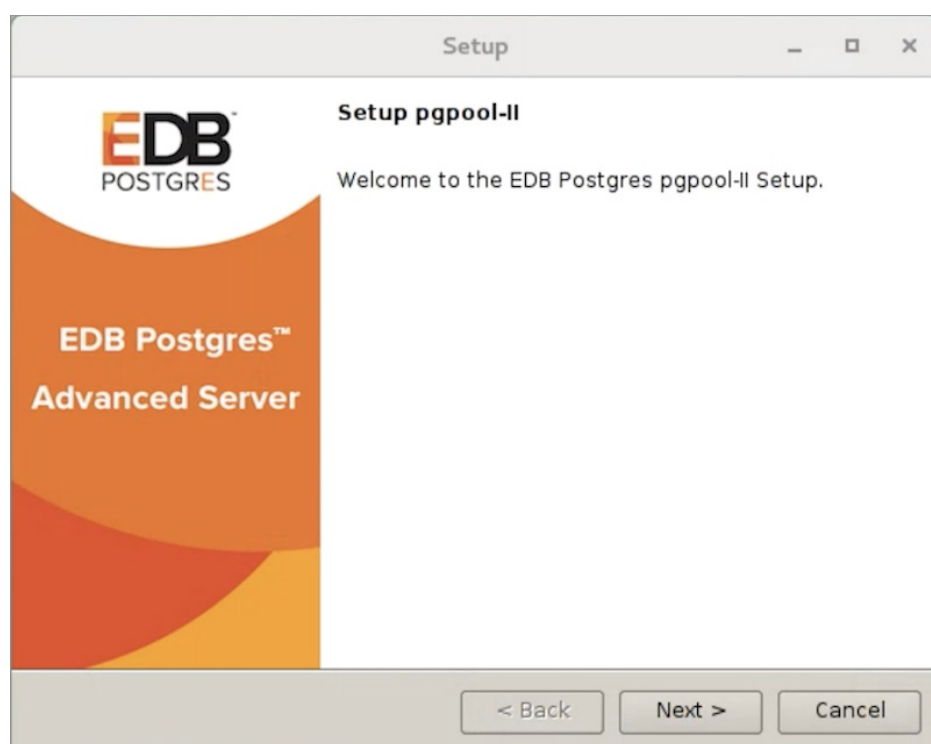 Setup
EDB™
POSTGRES
Setup pgpool-II
Welcome to the EDB Postgres pgpool-II Setup.
EDB Postgres™
Advanced Server
< Back
Next >
Cancel